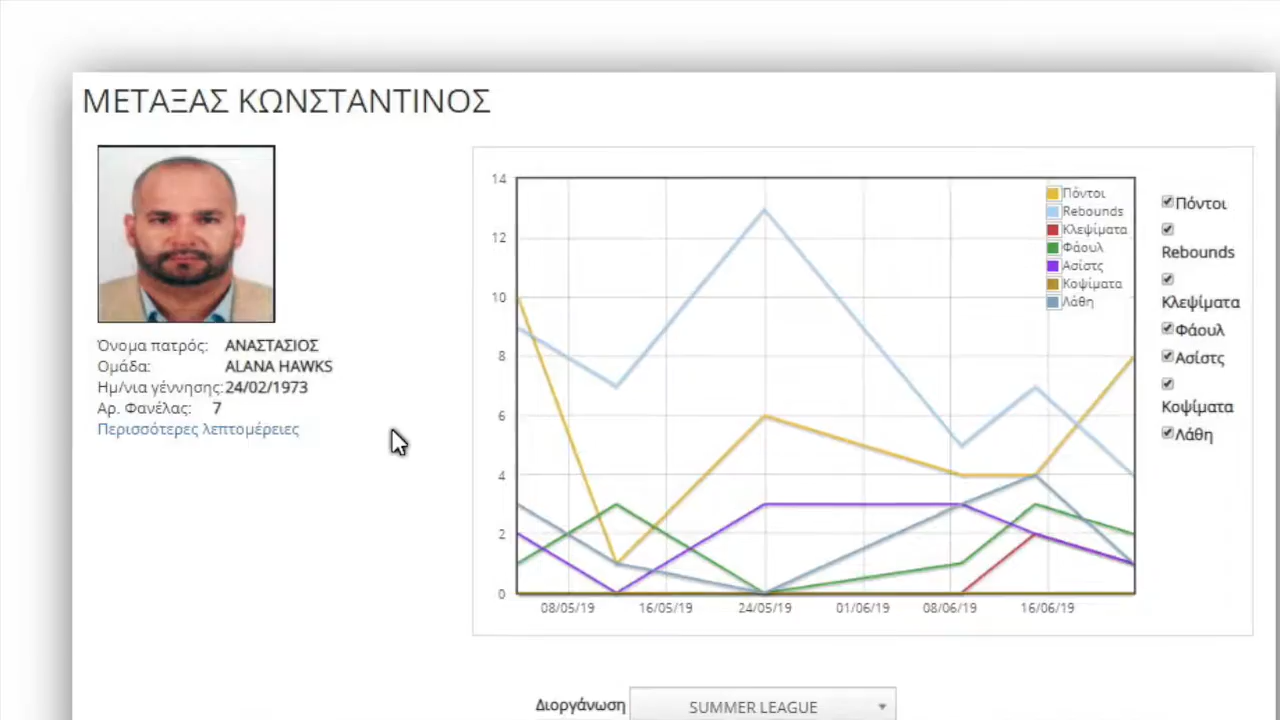 ΜΕΤΑΞΑΣ ΚΩΝΣΤΑΝΤΙΝΟΣ
Όνομα πατρός: ΑΝΑΣΤΑΣΙΟΣ
Ομάδα: ALANA HAWKS
Ημ/νια γέννησης: 24/02/1973
Αρ. Φανέλας: 7
Περισσότερες λεπτομέρειες
14
12
10
8
6
4
2
0
08/05/19 16/05/19 24/05/19 01/06/19 08/06/19 16/06/19
Πόντοι
Rebounds
Κλεψίματα
Φάουλ
Ασίστς
Κοψίματα
Λάθη
Πόντοι
Rebounds
Κλεψίματα
Φάουλ
Ασίστς
Κοψίματα
Λάθη
Διοργάνωση SUMMER LEAGUE